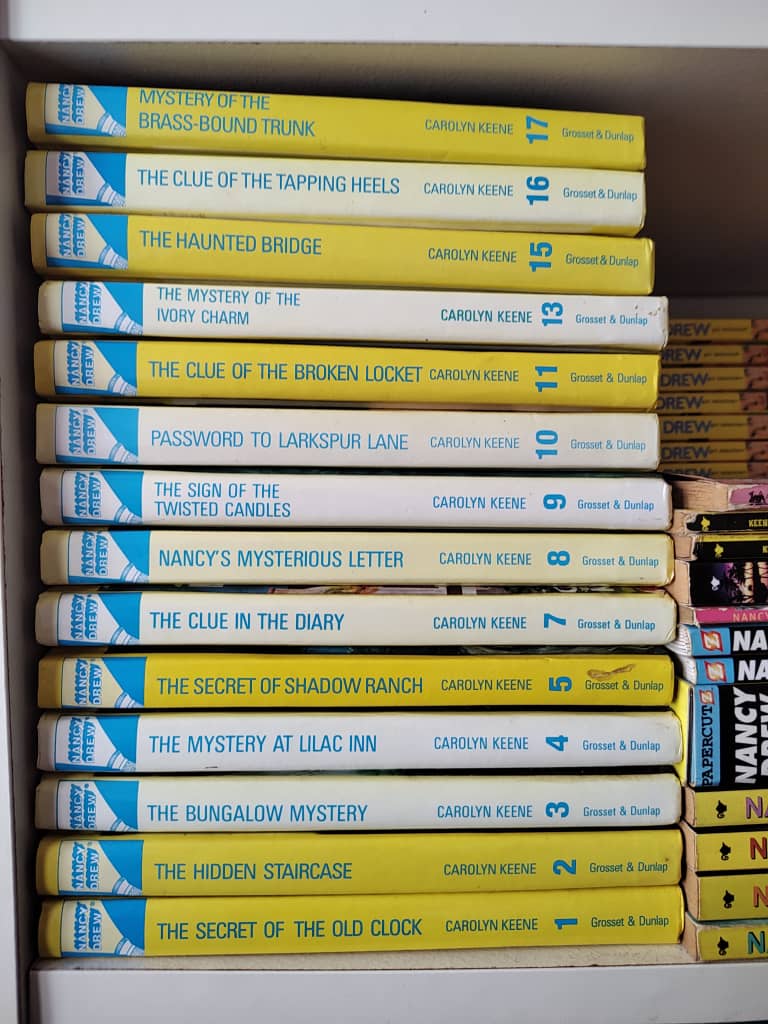 NANCY DREW
MYSTERY OF THE
BRASS-BOUND TRUNK
CAROLYN KEENE
17
Grosset & Dunlap
NANCY DREW
THE CLUE OF THE TAPPING HEELS
CAROLYN KEENE
16
Grosset & Dunlap
NANCY DREW
THE HAUNTED BRIDGE
CAROLYN KEENE
15
Grosset & Dunlap
NANCY DREW
THE MYSTERY OF THE
IVORY CHARM
CAROLYN KEENE
13
Grosset & Dunlap
NANCY DREW
THE CLUE OF THE BROKEN LOCKET
CAROLYN KEENE
11
Grosset & Dunlap
NANCY DREW
PASSWORD TO LARKSPUR LANE
CAROLYN KEENE
10
Grosset & Dunlap
NANCY DREW
THE SIGN OF THE
TWISTED CANDLES
CAROLYN KEENE
9
Grosset & Dunlap
NANCY DREW
NANCY'S MYSTERIOUS LETTER
CAROLYN KEENE
8
Grosset & Dunlap
NANCY DREW
THE CLUE IN THE DIARY
CAROLYN KEENE
7
Grosset & Dunlap
NANCY DREW
THE SECRET OF SHADOW RANCH
CAROLYN KEENE
5
Grosset & Dunlap
NANCY DREW
THE MYSTERY AT LILAC INN
CAROLYN KEENE
4
Grosset & Dunlap
NANCY DREW
THE BUNGALOW MYSTERY
CAROLYN KEENE
3
Grosset & Dunlap
NANCY DREW
THE HIDDEN STAIRCASE
CAROLYN KEENE
2
Grosset & Dunlap
NANCY DREW
THE SECRET OF THE OLD CLOCK
CAROLYN KEENE
1
Grosset & Dunlap
DREW
DREW
DREW
DREW
DREW
DREW
KEEN
NANCY
NA
NA
PAPERCUTZ
NANCY
DREW
NA
N
N
N